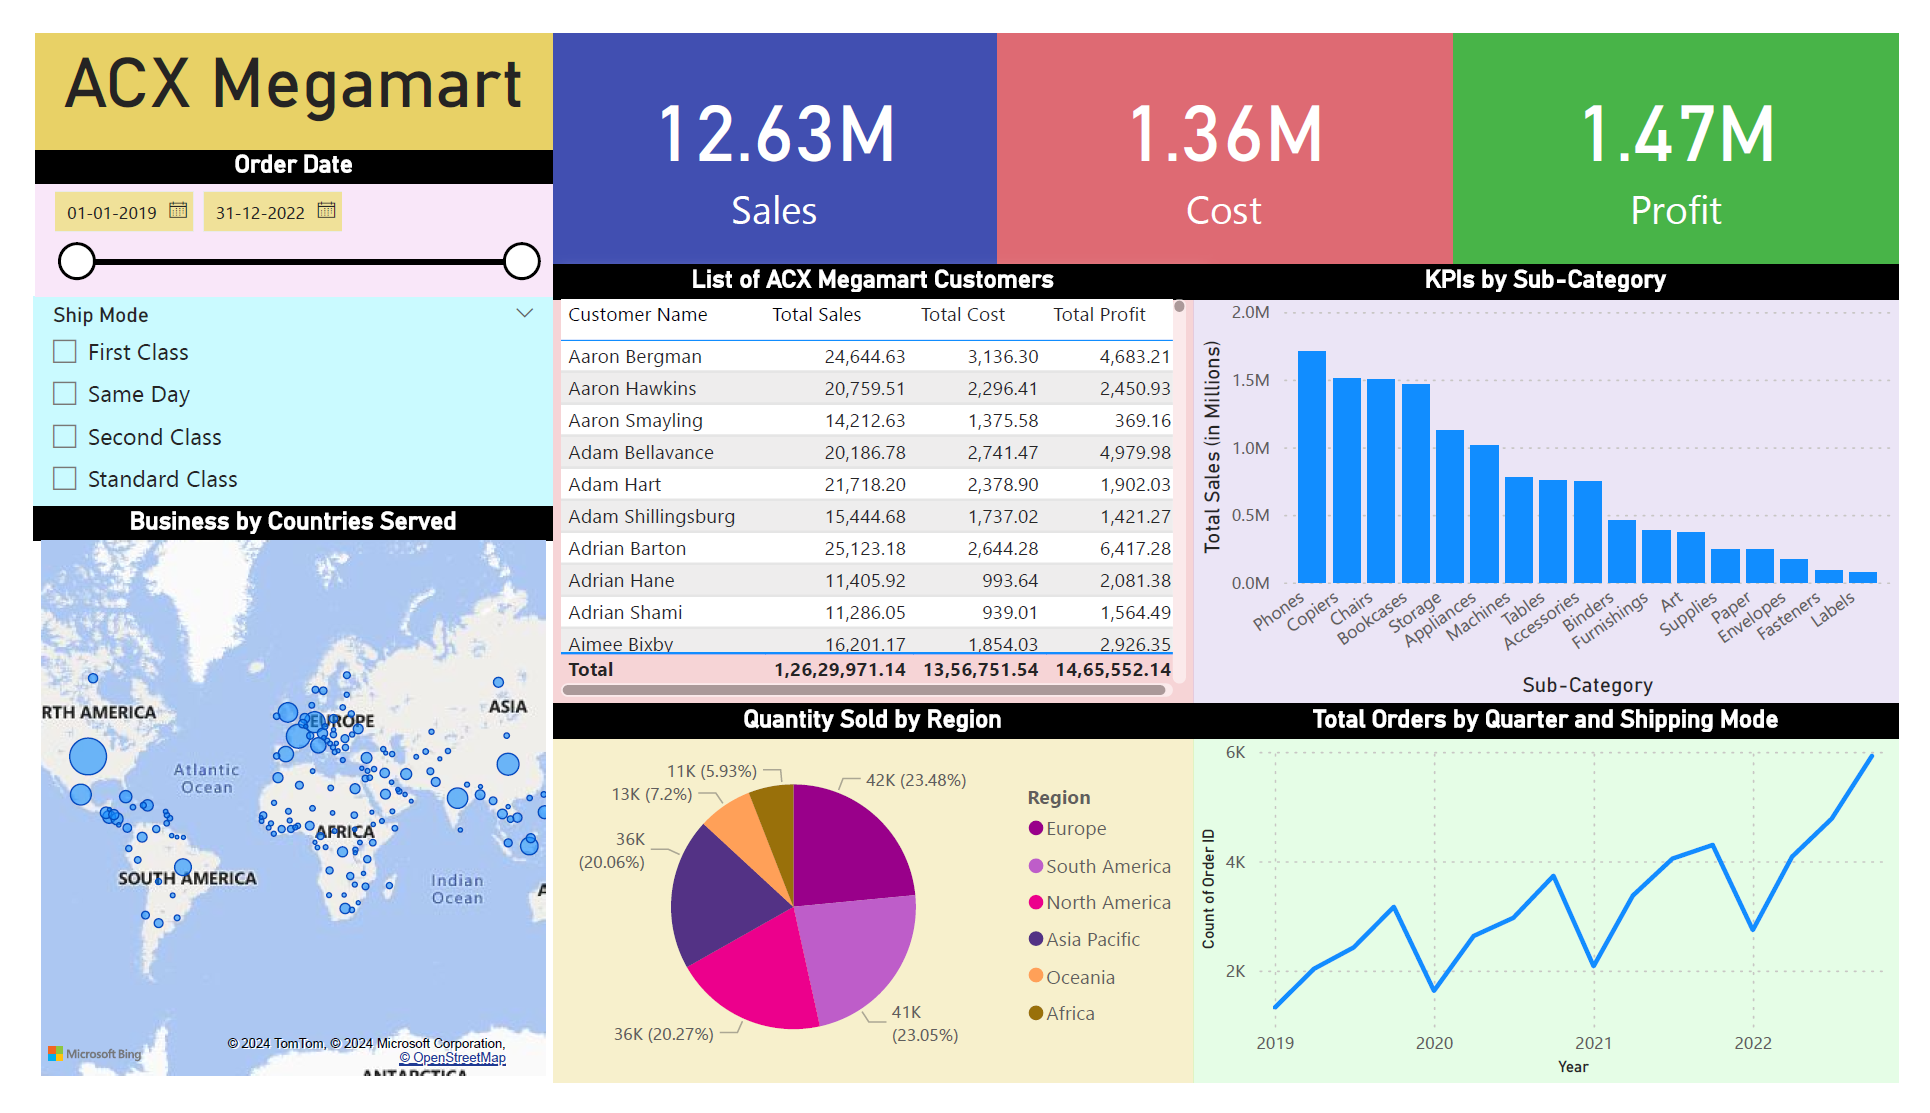 ACX Megamart
Order Date
01-01-2019 31-12-2022
Ship Mode
First Class
Same Day
Second Class
Standard Class
Business by Countries Served
RTH AMERICA
EUROPE
ASIA
Atlantic
Ocean
AFRICA
SOUTH AMERICA
Indian
Ocean
A
Microsoft Bing
© 2024 TomTom, © 2024 Microsoft Corporation,
© OpenStreetMap
ANTARCTICA
12.63M
Sales
1.36M
Cost
1.47M
Profit
List of ACX Megamart Customers
Customer Name Total Sales Total Cost Total Profit
Aaron Bergman 24,644.63 3,136.30 4,683.21
Aaron Hawkins 20,759.51 2,296.41 2,450.93
Aaron Smayling 14,212.63 1,375.58 369.16
Adam Bellavance 20,186.78 2,741.47 4,979.98
Adam Hart 21,718.20 2,378.90 1,902.03
Adam Shillingsburg 15,444.68 1,737.02 1,421.27
Adrian Barton 25,123.18 2,644.28 6,417.28
Adrian Hane 11,405.92 993.64 2,081.38
Adrian Shami 11,286.05 939.01 1,564.49
Aimee Bixby 16,201.17 1,854.03 2,926.35
Total 1,26,29,971.14 13,56,751.54 14,65,552.14
KPIs by Sub-Category
Total Sales (in Millions)
2.0M
1.5M
1.0M
0.5M
0.0M
Phones Copiers Chairs Bookcases Storage Appliances Machines Tables Accessories Binders Furnishings Art Supplies Paper Envelopes Fasteners Labels
Sub-Category
Quantity Sold by Region
11K (5.93%)
13K (7.2%)
36K
(20.06%)
36K (20.27%)
42K (23.48%)
41K
(23.05%)
Region
Europe
South America
North America
Asia Pacific
Oceania
Africa
Total Orders by Quarter and Shipping Mode
Count of Order ID
6K
4K
2K
2019 2020 2021 2022
Year